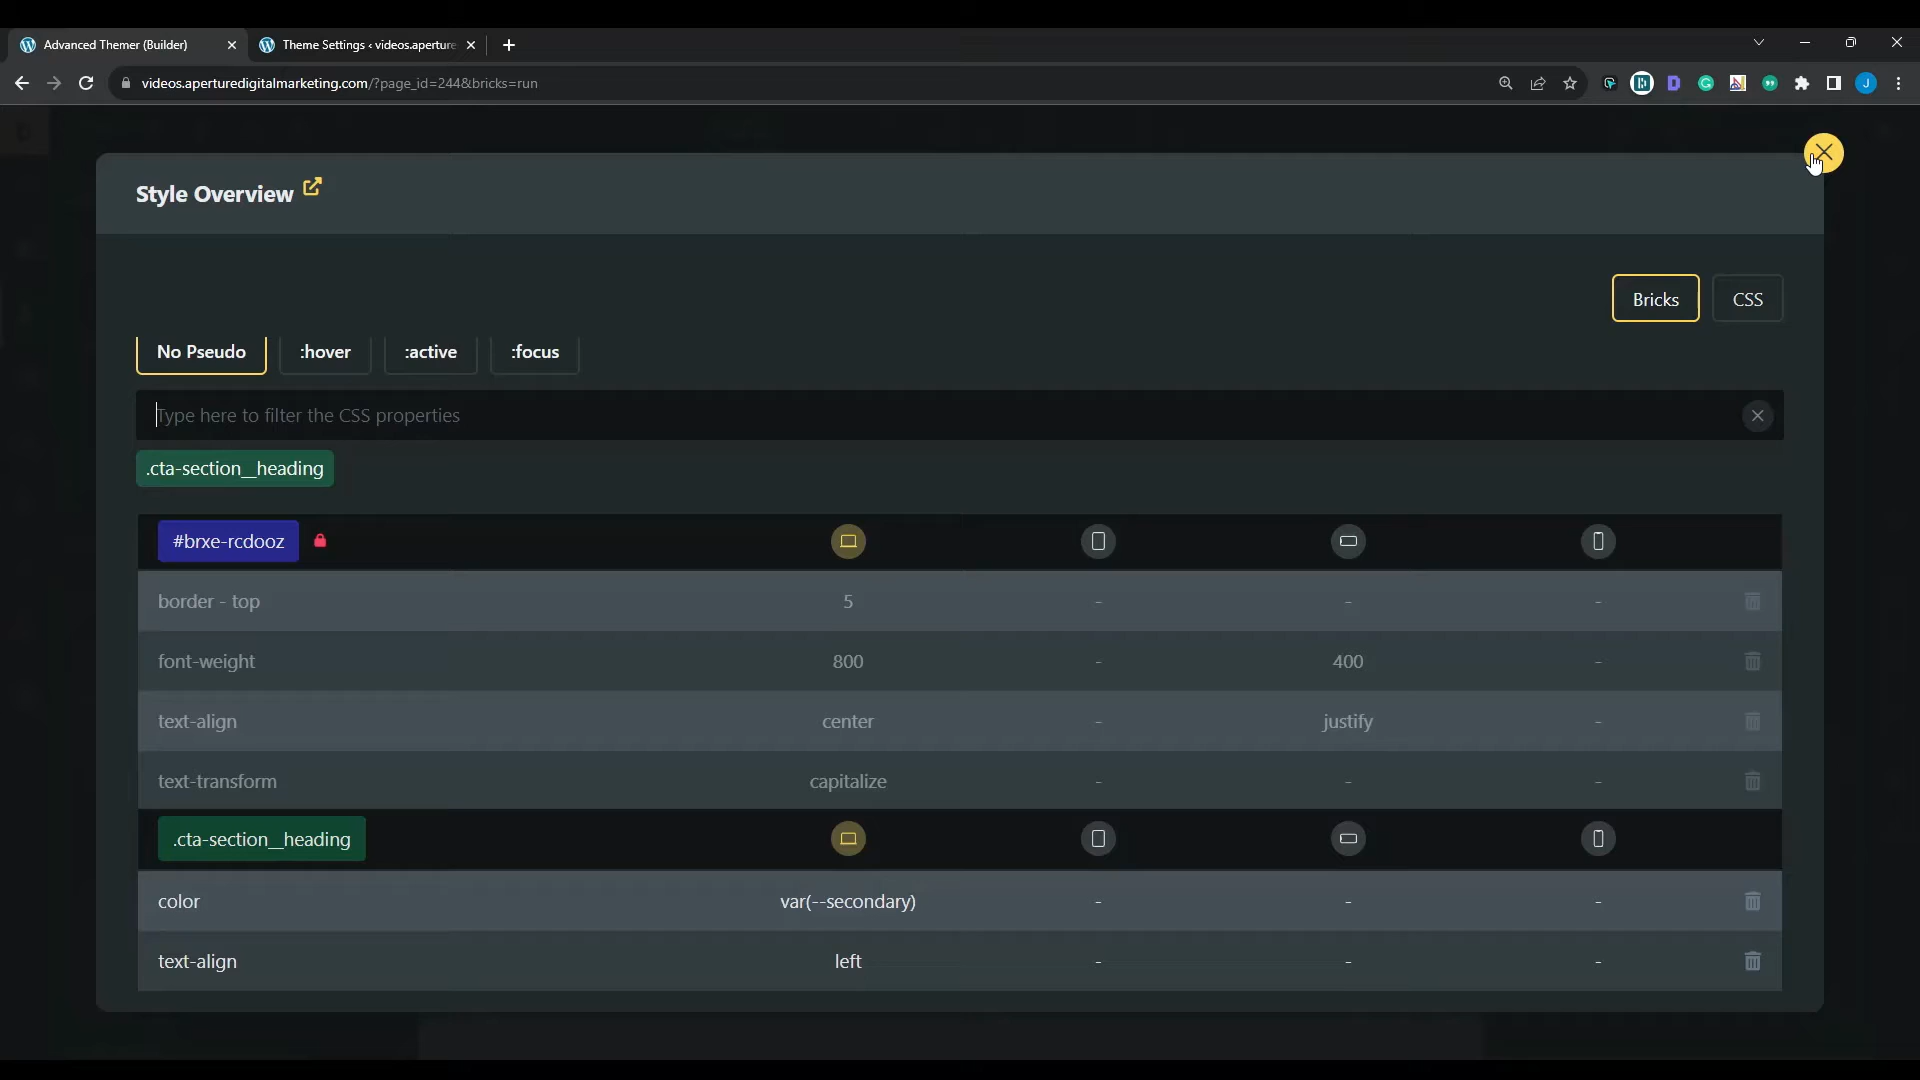 Advanced Themer (Builder)
Theme Settings ‹ videos.aperture
videos.aperturedigitalmarketing.com/?page_id=244&bricks=run
Style Overview
Bricks CSS
No Pseudo :hover :active :focus
Type here to filter the CSS properties
.cta-section__heading
#brxe-rcdooz
border - top 5 - - -
font-weight 800 - 400 -
text-align center - justify -
text-transform capitalize - - -
.cta-section__heading
color var(--secondary) - - -
text-align left - - -